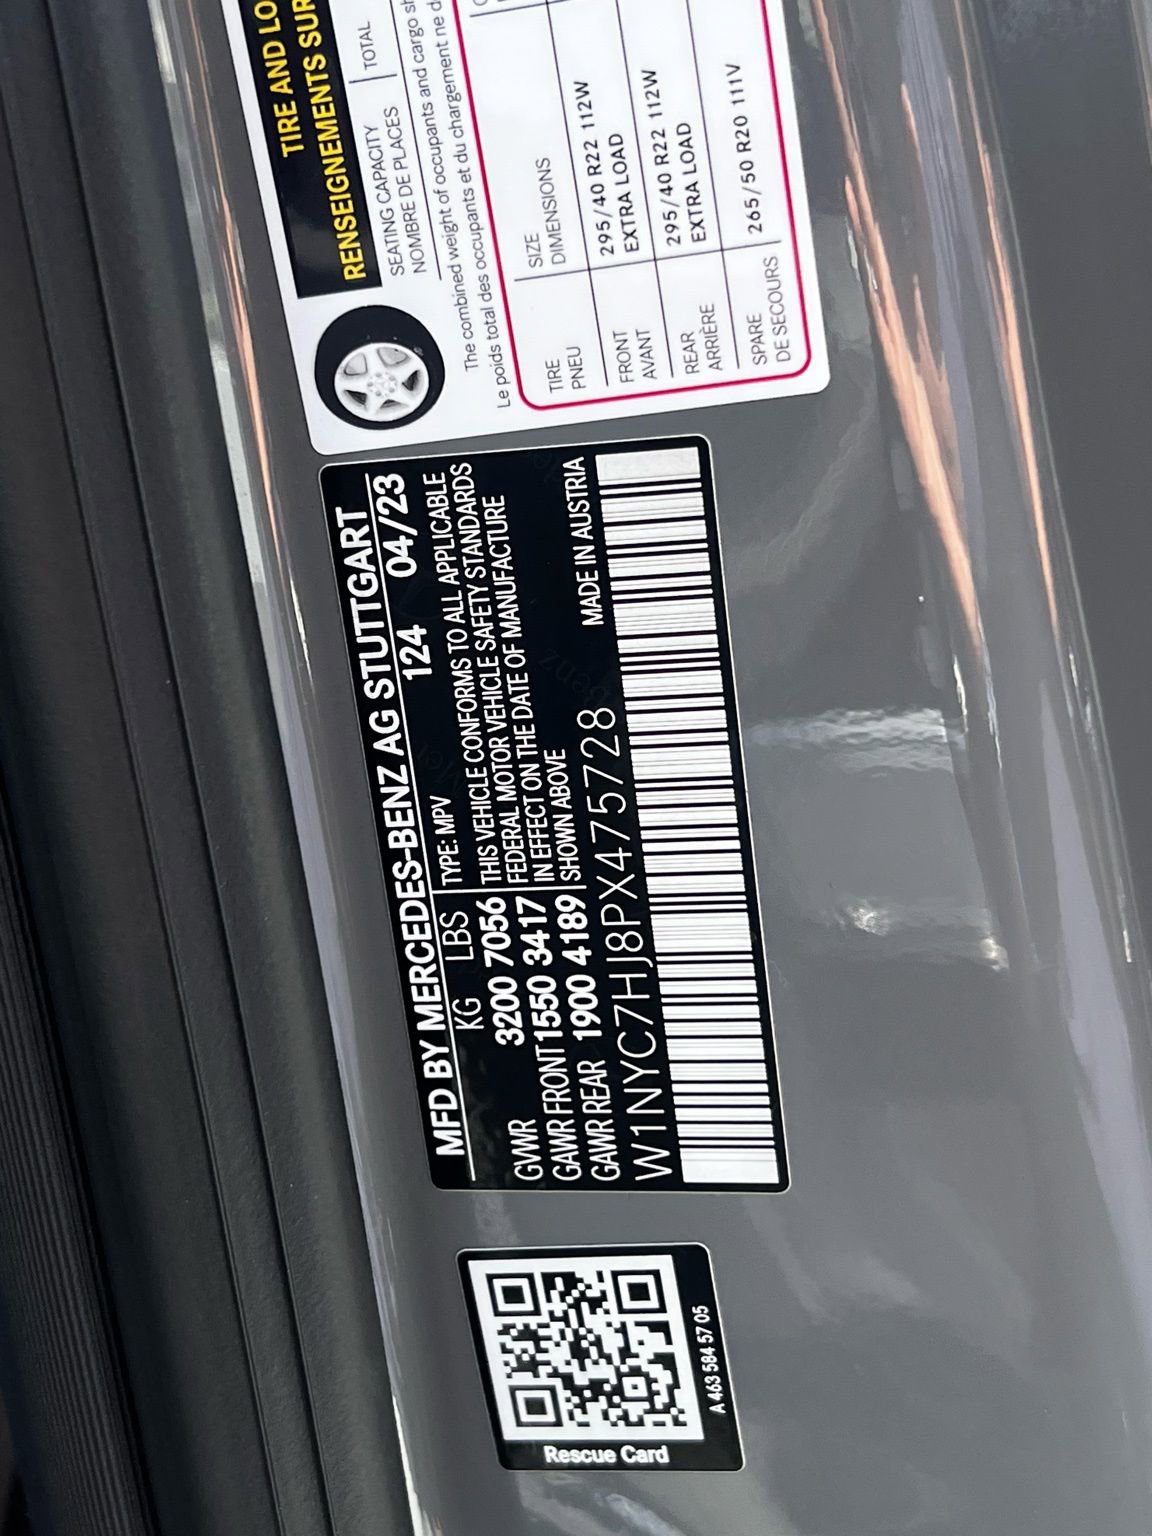 TIRE AND LO
RENSEIGNEMENTS SUR
SEATING CAPACITY
NOMBRE DE PLACES
TOTAL
The combined weight of occupants and cargo
Le poids total des occupants et du chargement ne
TIRE
PNEU
SIZE
DIMENSIONS
FRONT
AVANT
295/40 R22 112W
EXTRA LOAD
REAR
ARRIÈRE
295/40 R22 112W
EXTRA LOAD
SPARE
DE SECOURS
265/50 R20 111V
MFD BY MERCEDES-BENZ AG STUTTGART
124 04/23
KG LBS
GVWR 3200 7056
GAWR FRONT 1550 3417
GAWR REAR 1900 4189
TYPE: MPV
THIS VEHICLE CONFORMS TO ALL APPLICABLE
FEDERAL MOTOR VEHICLE SAFETY STANDARDS
IN EFFECT ON THE DATE OF MANUFACTURE
SHOWN ABOVE
MADE IN AUSTRIA
W1NYC7HJ8PX475728
Rescue Card
A 463 584 57 05